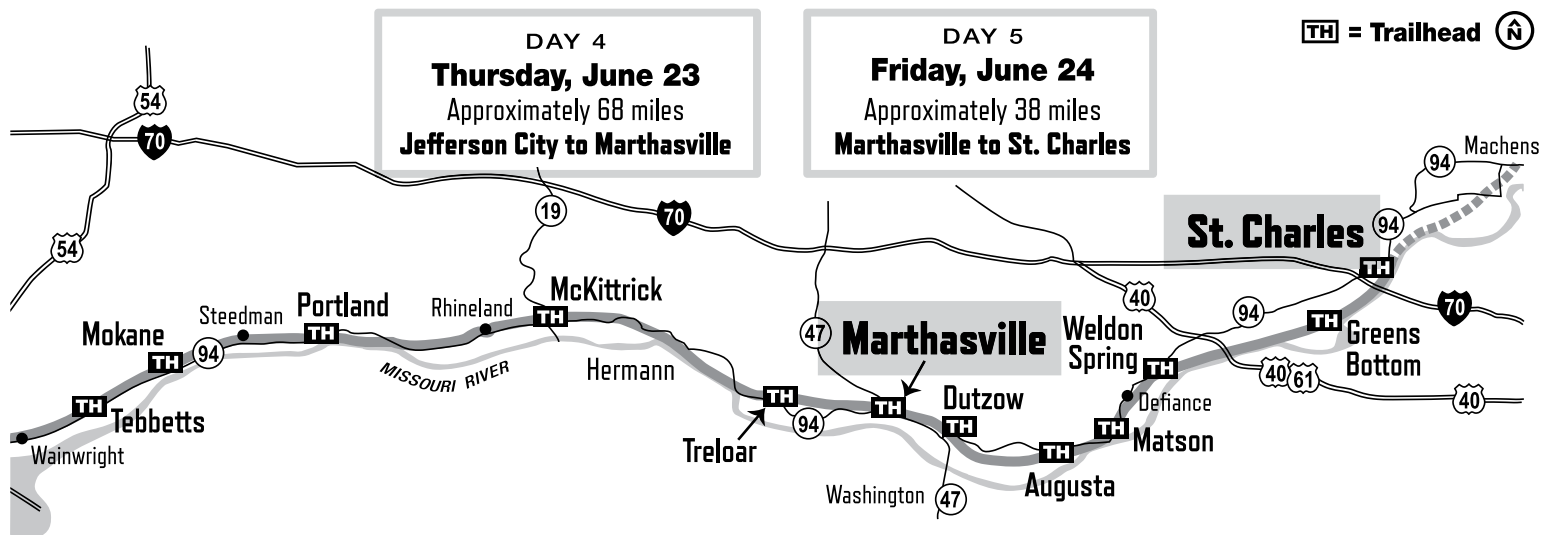 DAY 4
Thursday, June 23
Approximately 68 miles
Jefferson City to Marthasville
DAY 5
Friday, June 24
Approximately 38 miles
Marthasville to St. Charles
TH = Trailhead N
54
70
54
19
70
47
94
Machens
94
St. Charles
TH
40
94
70
Steedman
Portland
TH
Rhineland
McKittrick
TH
Mokane
TH
94
MISSOURI RIVER
Hermann
47
Marthasville
Weldon
Spring
TH
TH
Greens
Bottom
40
61
40
TH
Tebbetts
Wainwright
TH
Treloar
94
TH
Dutzow
TH
Defiance
TH
Matson
TH
Augusta
Washington
47